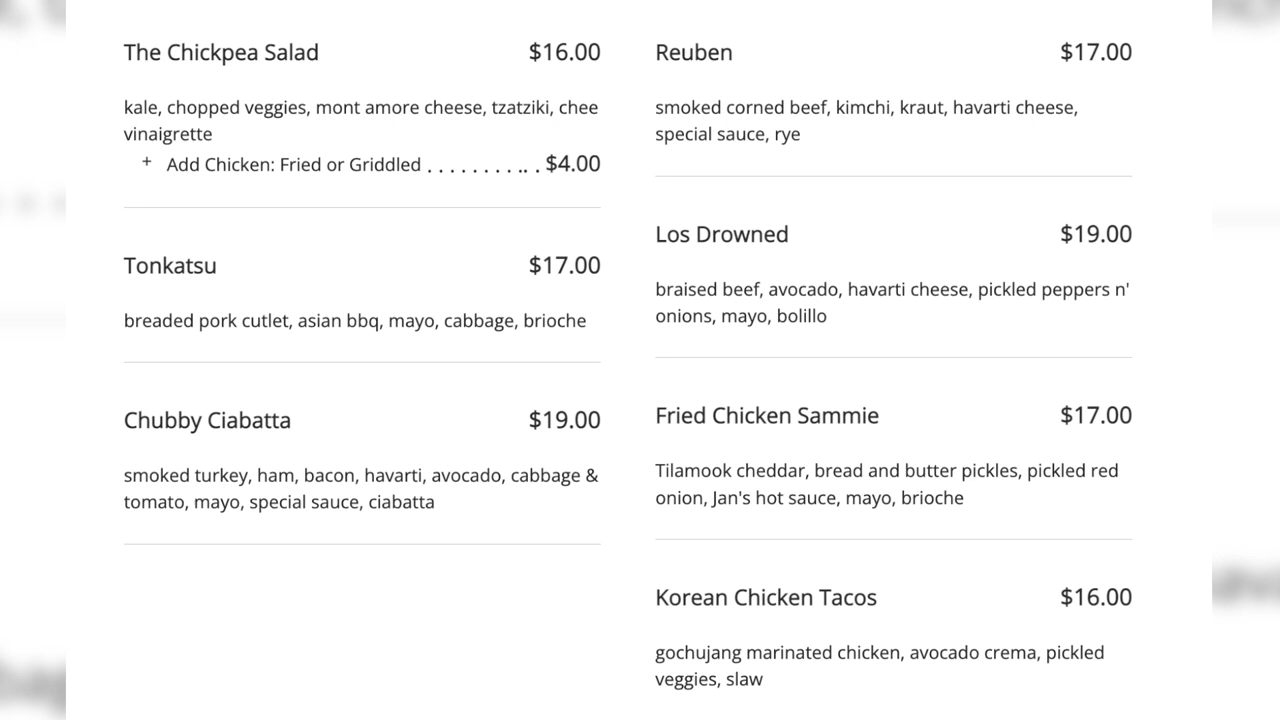 The Chickpea Salad $16.00
kale, chopped veggies, mont amore cheese, tzatziki, chee
vinaigrette
+ Add Chicken: Fried or Griddled . . . . . . . . . .. . $4.00
Tonkatsu $17.00
breaded pork cutlet, asian bbq, mayo, cabbage, brioche
Chubby Ciabatta $19.00
smoked turkey, ham, bacon, havarti, avocado, cabbage &
tomato, mayo, special sauce, ciabatta
Reuben $17.00
smoked corned beef, kimchi, kraut, havarti cheese,
special sauce, rye
Los Drowned $19.00
braised beef, avocado, havarti cheese, pickled peppers n'
onions, mayo, bolillo
Fried Chicken Sammie $17.00
Tilamook cheddar, bread and butter pickles, pickled red
onion, Jan's hot sauce, mayo, brioche
Korean Chicken Tacos $16.00
gochujang marinated chicken, avocado crema, pickled
veggies, slaw